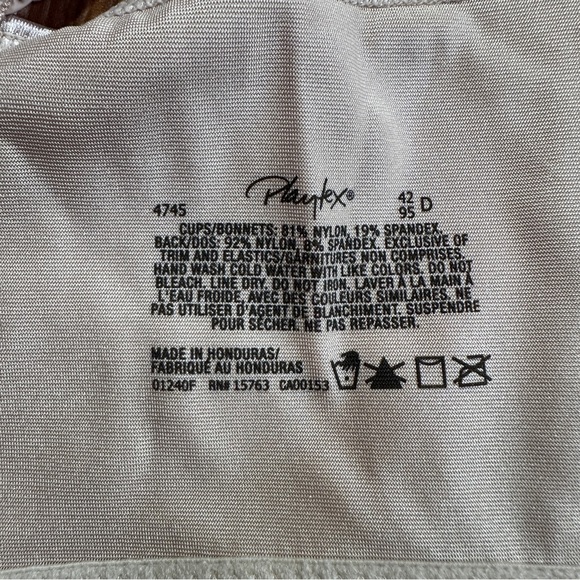 Playtex®
4745
42
95 D
CUPS/BONNETS: 81% NYLON, 19% SPANDEX.
BACK/DOS: 92% NYLON, 8% SPANDEX. EXCLUSIVE OF
TRIM AND ELASTICS/GARNITURES NON COMPRISES.
HAND WASH COLD WATER WITH LIKE COLORS. DO NOT
BLEACH. LINE DRY. DO NOT IRON. LAVER À LA MAIN À
L'EAU FROIDE, AVEC DES COULEURS SIMILAIRES. NE
PAS UTILISER D'AGENT DE BLANCHIMENT. SUSPENDRE
POUR SÉCHER. NE PAS REPASSER.
MADE IN HONDURAS/
FABRIQUÉ AU HONDURAS
01240F RN# 15763 CA00153